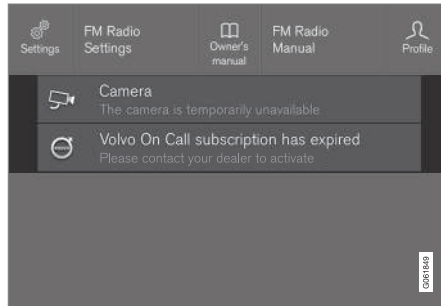 Settings
FM Radio
Settings
Owner's
manual
FM Radio
Manual
Profile
Camera
The camera is temporarily unavailable
Volvo On Call subscription has expired
Please contact your dealer to activate
G061849